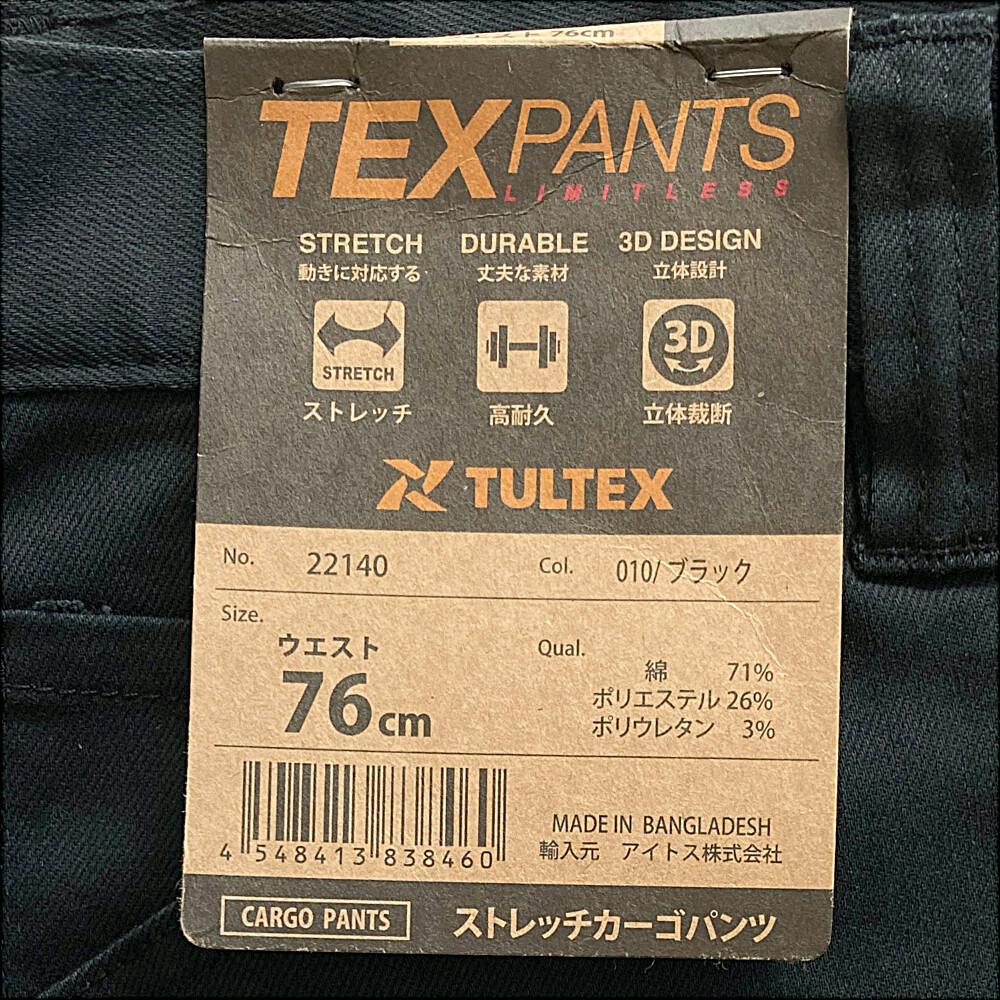 76cm
TEXPANTS
LIMITLESS
STRETCH DURABLE 3D DESIGN
動きに対応する 丈夫な素材 立体設計
STRETCH 3D
ストレッチ 高耐久 立体裁断
TULTEX
No. 22140 Col. 010/ブラック
Size. ウエスト 76cm
Qual.
綿 71%
ポリエステル 26%
ポリウレタン 3%
4 548413 838460
MADE IN BANGLADESH
輸入元 アイトス株式会社
CARGO PANTS ストレッチカーゴパンツ